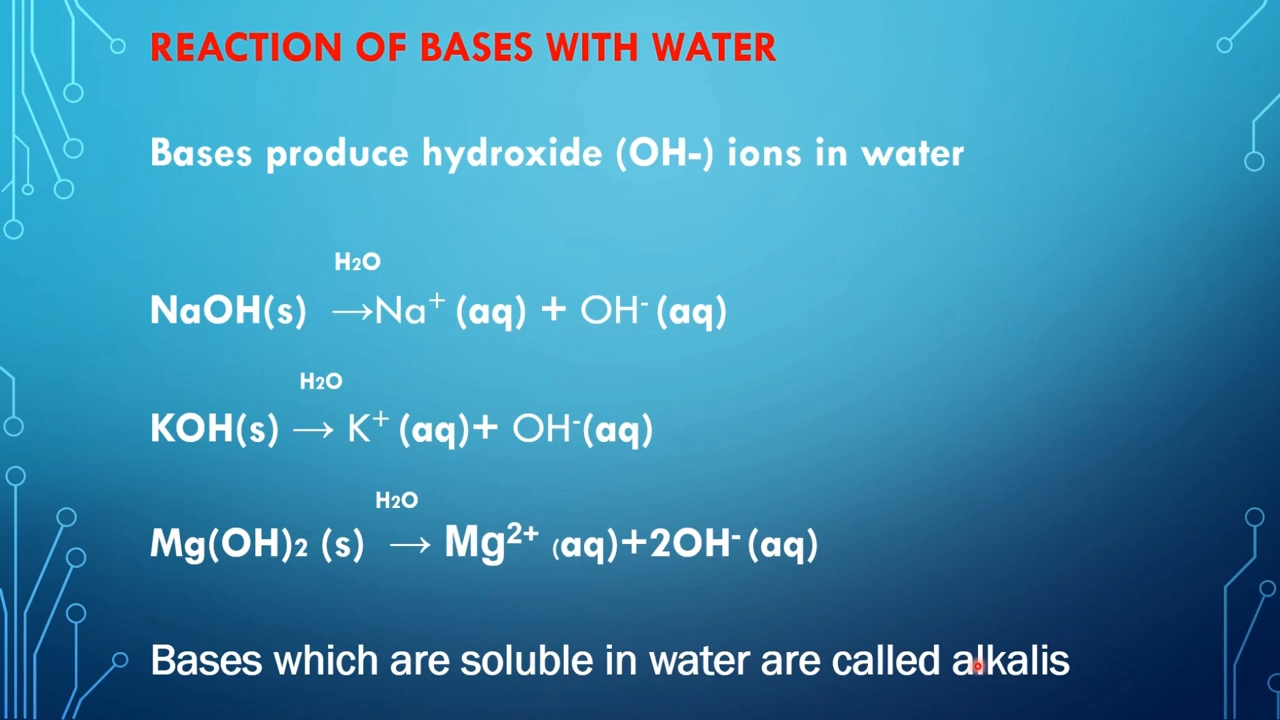 REACTION OF BASES WITH WATER
Bases produce hydroxide (OH-) ions in water
H2O
NaOH(s) →Na⁺ (aq) + OH⁻ (aq)
H2O
KOH(s) → K⁺ (aq)+ OH⁻(aq)
H2O
Mg(OH)2 (s) → Mg²⁺ (aq)+2OH⁻ (aq)
Bases which are soluble in water are called alkalis